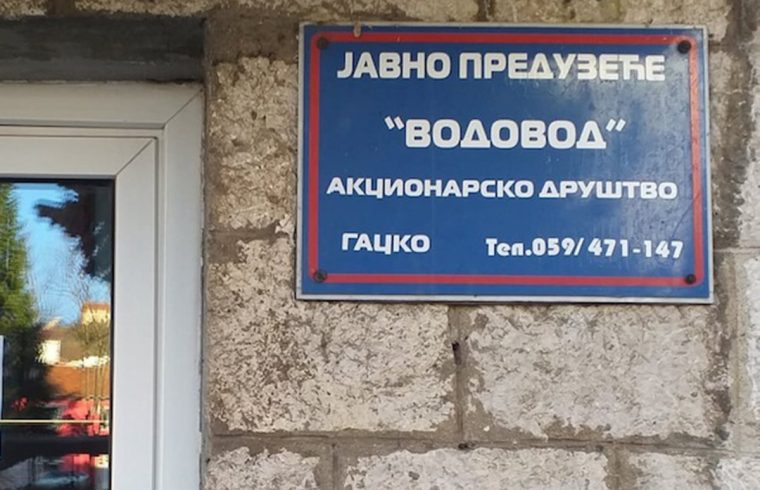 ЈАВНО ПРЕДУЗЕЋЕ
"ВОДОВОД"
АКЦИОНАРСКО ДРУШТВО
ГАЦКО Тел.059/471-147